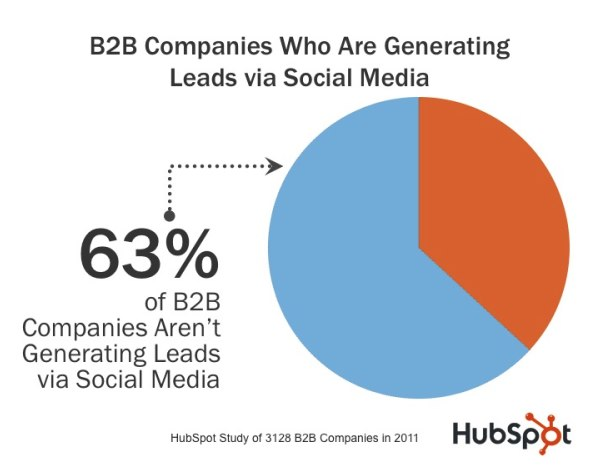 B2B Companies Who Are Generating
Leads via Social Media
63%
of B2B
Companies Aren't
Generating Leads
via Social Media
HubSpot Study of 3128 B2B Companies in 2011
HubSpot